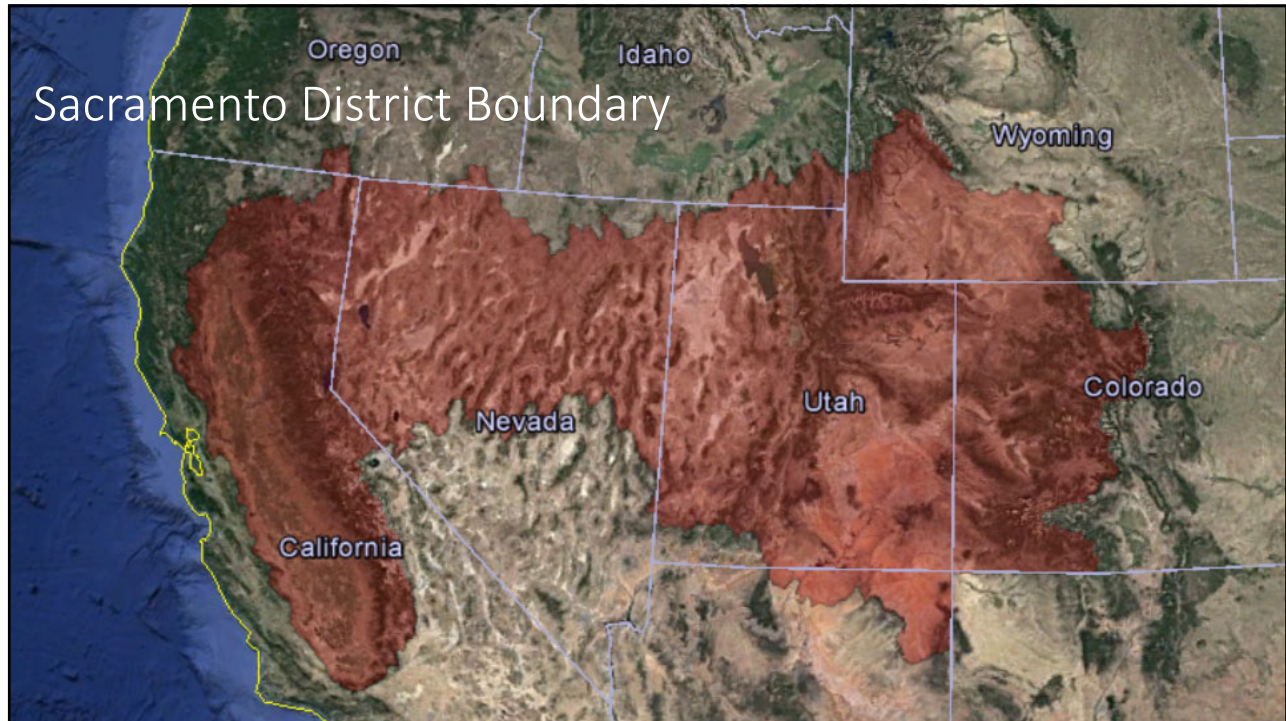 Oregon
Idaho
Sacramento District Boundary
Wyoming
Colorado
Utah
Nevada
California